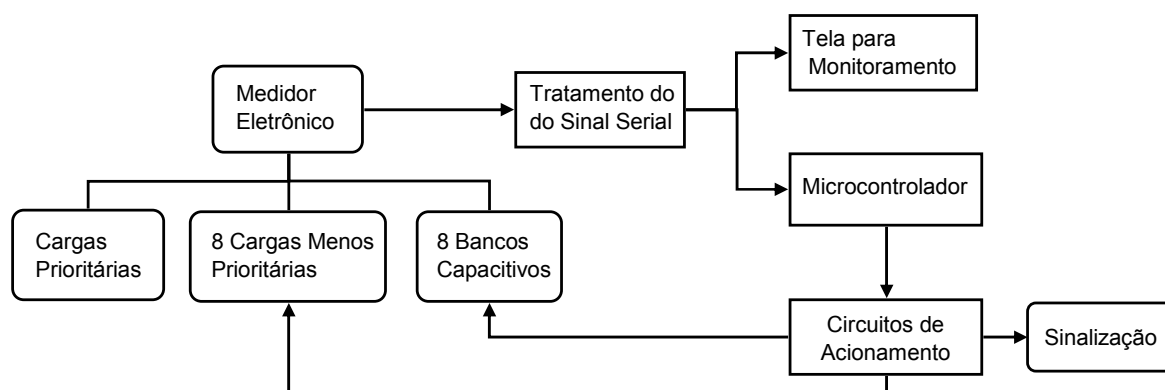 Tela para
Monitoramento
Medidor
Eletrônico
Tratamento do
do Sinal Serial
Microcontrolador
Cargas
Prioritárias
8 Cargas Menos
Prioritárias
8 Bancos
Capacitivos
Circuitos de
Acionamento
Sinalização